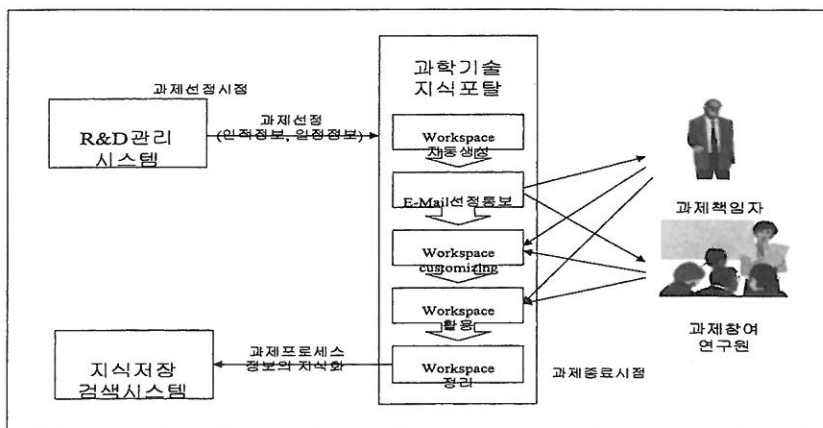 과제선정시점
R&D관리
시스템
과제선정
(인적정보, 일정정보)
과학기술
지식포탈
Workspace
자동생성
E-Mail선정통보
Workspace
customizing
Workspace
활용
Workspace
정리
과제책임자
과제참여
연구원
지식저장
검색시스템
과제프로세스
정보의 지식화
과제종료시점